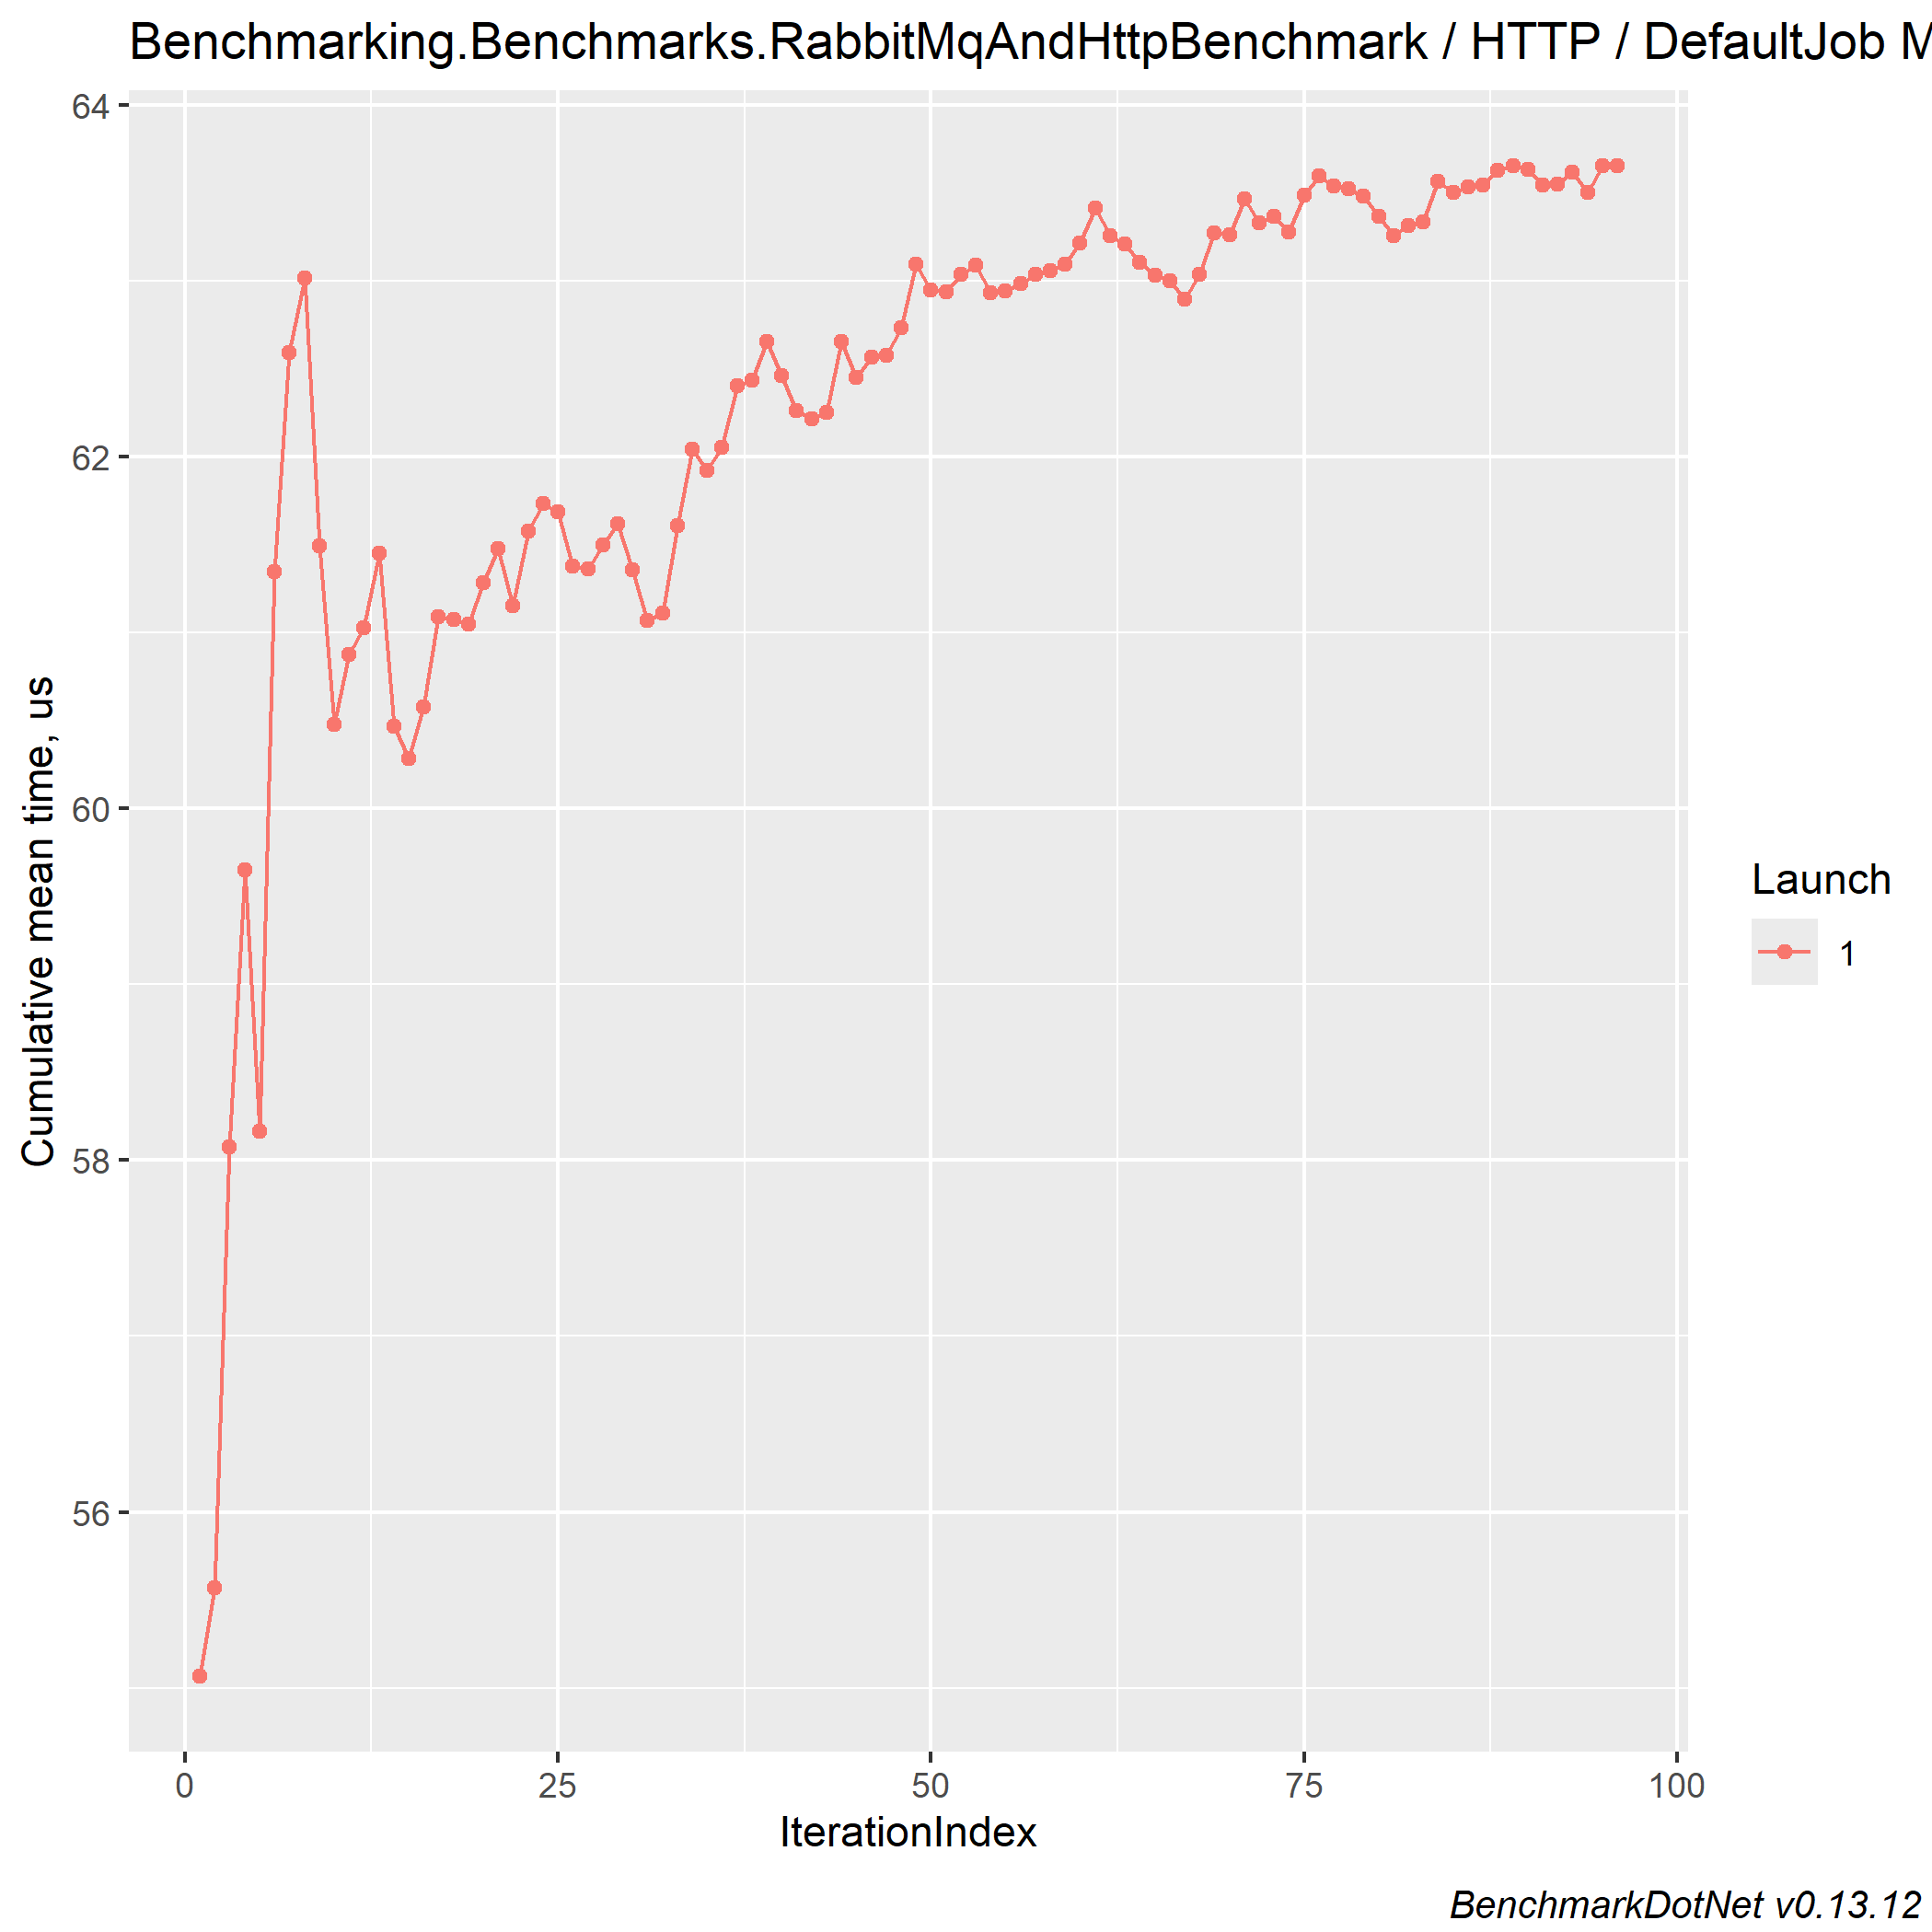 Benchmarking.Benchmarks.RabbitMqAndHttpBenchmark / HTTP / DefaultJob M
64
62
60
58
56
Cumulative mean time, us
0 25 50 75 100
IterationIndex
Launch
1
BenchmarkDotNet v0.13.12